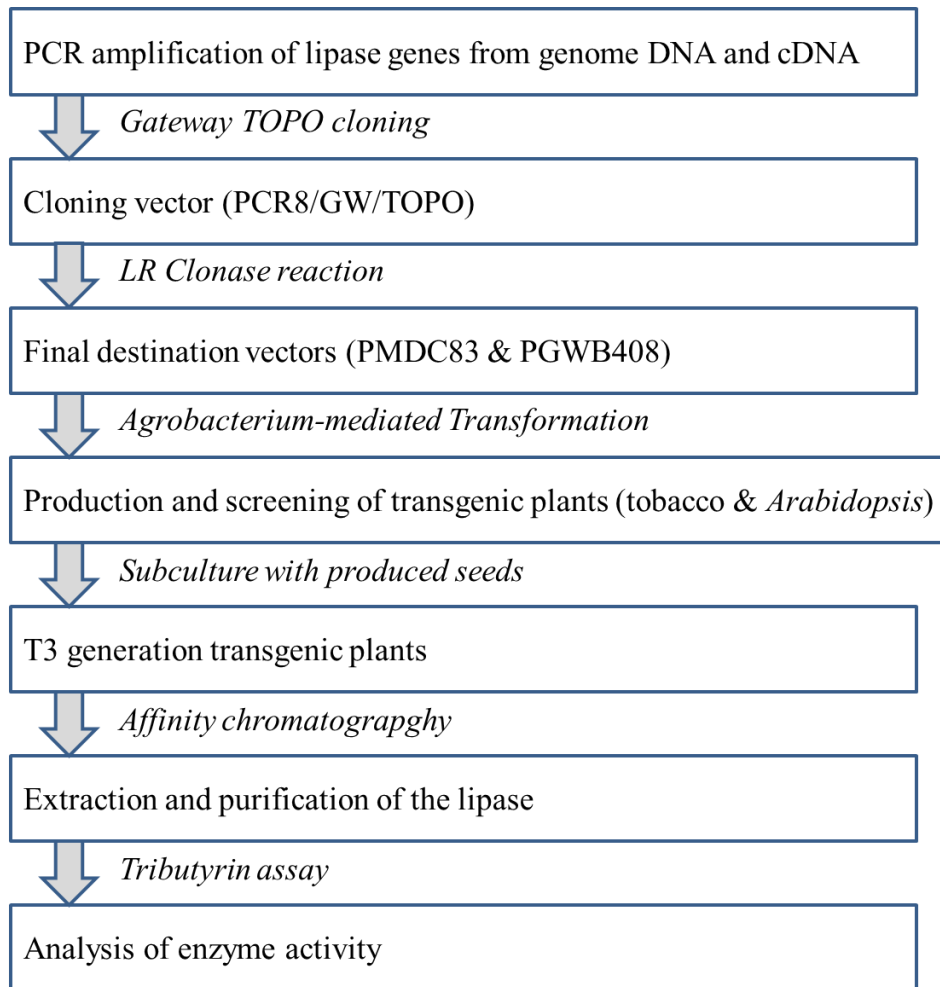 PCR amplification of lipase genes from genome DNA and cDNA
Gateway TOPO cloning
Cloning vector (PCR8/GW/TOPO)
LR Clonase reaction
Final destination vectors (PMDC83 & PGWB408)
Agrobacterium-mediated Transformation
Production and screening of transgenic plants (tobacco & Arabidopsis)
Subculture with produced seeds
T3 generation transgenic plants
Affinity chromatograpghy
Extraction and purification of the lipase
Tributyrin assay
Analysis of enzyme activity